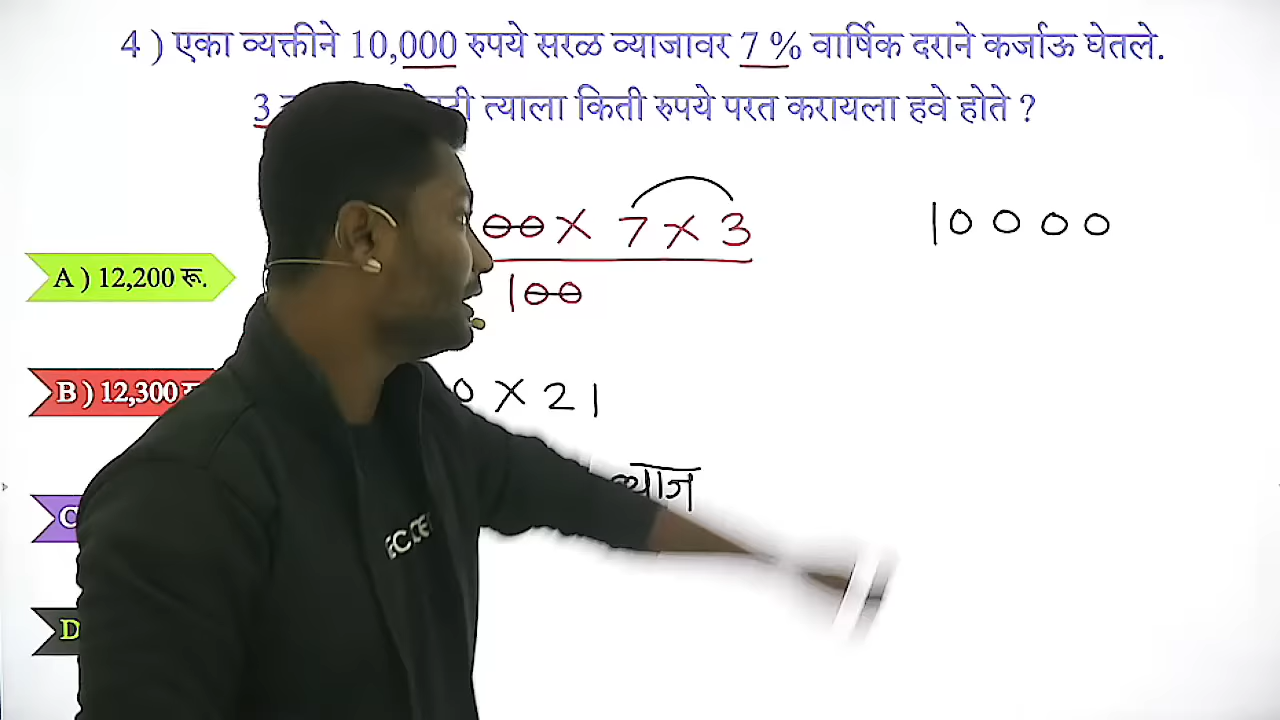 4 ) एका व्यक्तीने 10,000 रुपये सरळ व्याजावर 7 % वार्षिक दराने कर्जाऊ घेतले.
3 त्याला किती रुपये परत करायला हवे होते ?
00 X 7 X 3
100
10000
A ) 12,200 रू.
B ) 12,300
0 X 21
व्याज
C
D